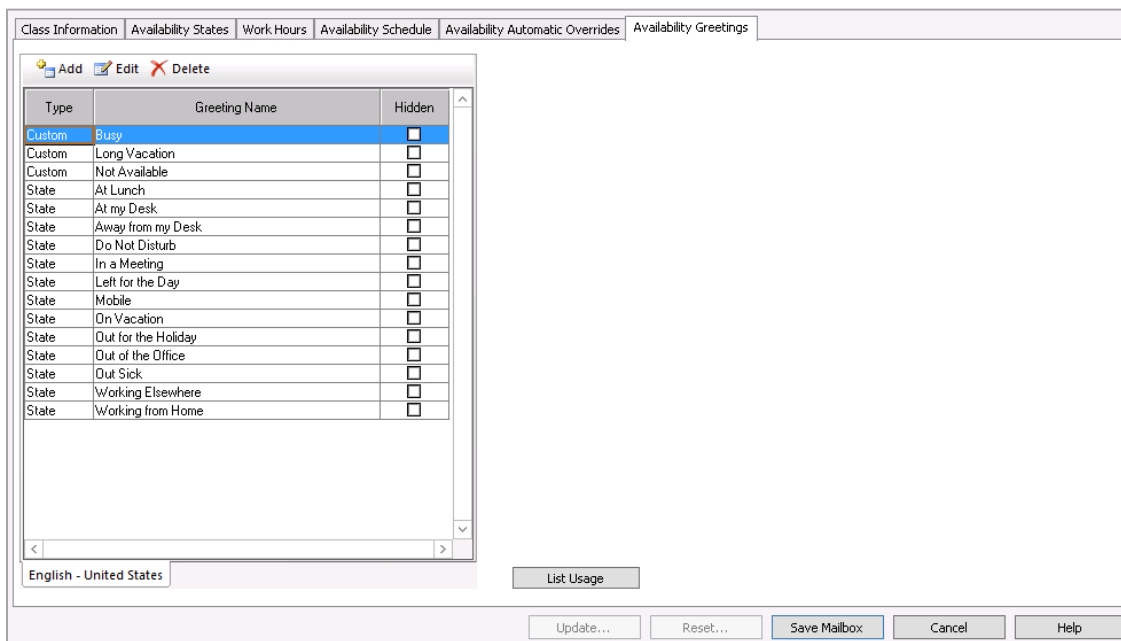 Class Information Availability States Work Hours Availability Schedule Availability Automatic Overrides Availability Greetings
Add Edit Delete
Type Greeting Name Hidden
Custom Busy
Custom Long Vacation
Custom Not Available
State At Lunch
State At my Desk
State Away from my Desk
State Do Not Disturb
State In a Meeting
State Left for the Day
State Mobile
State On Vacation
State Out for the Holiday
State Out of the Office
State Out Sick
State Working Elsewhere
State Working from Home
English - United States
List Usage
Update... Reset... Save Mailbox Cancel Help